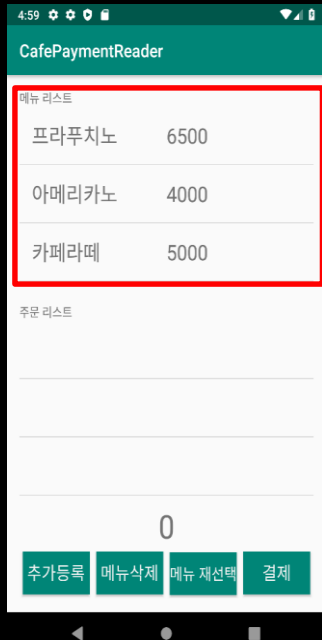 4:59
CafePaymentReader
메뉴 리스트
프라푸치노 6500
아메리카노 4000
카페라떼 5000
주문 리스트
0
추가등록 메뉴삭제 메뉴 재선택 결제